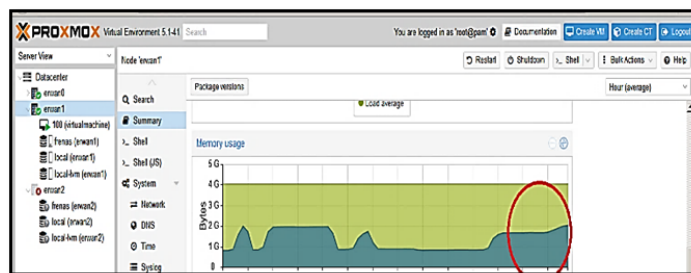 PROXMOX Virtual Environment 5.1-41 Search You are logged in as 'root@pam' Documentation Create VM Create CT Logout
Server View
Node 'erwan1'
Restart Shutdown Shell Bulk Actions Help
Datacenter
erwan0
erwan1
100 (virtualmachine)
frenas (erwan1)
local (erwan1)
local-lvm (erwan1)
erwan2
frenas (erwan2)
local (erwan2)
local-lvm (erwan2)
Search
Summary
>_ Shell
>_ Shell (JS)
System
Network
DNS
Time
Syslog
Package versions
Hour (average)
Load average
Memory usage
Bytes
5 G
4 G
3 G
2 G
1 G
0